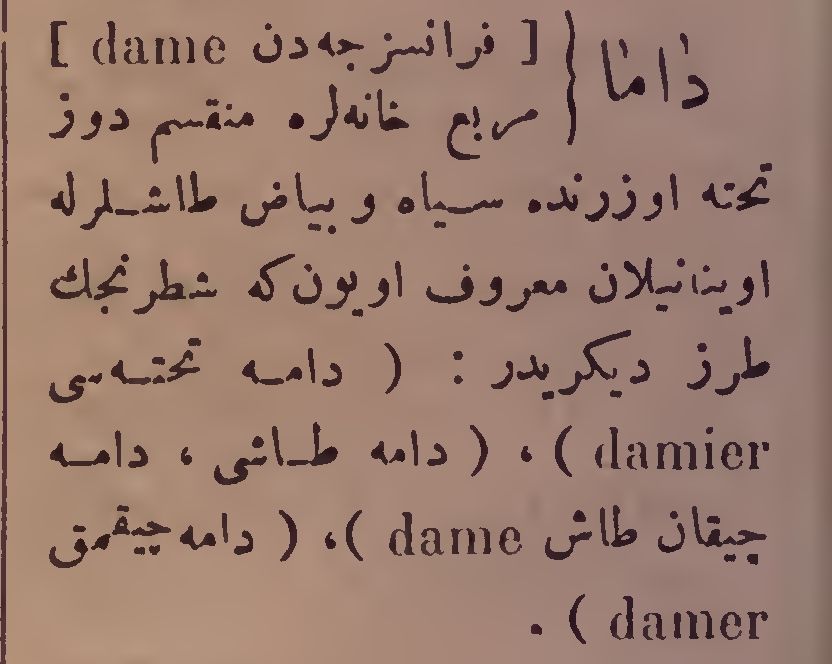 داما { [ فرانسزجه‌دن dame ]
مربع خانه‌لره منقسم دوز
تخته اوزرنده سیاه و بیاض طاشلرله
اوینانیلان معروف اویون که شطرنجك
طرز دیکریدر : ( دامه تخته‌سی
damier ) ، ( دامه طاشی ، دامه
چیقان طاش dame )، ( دامه چیقمق
damer ) .